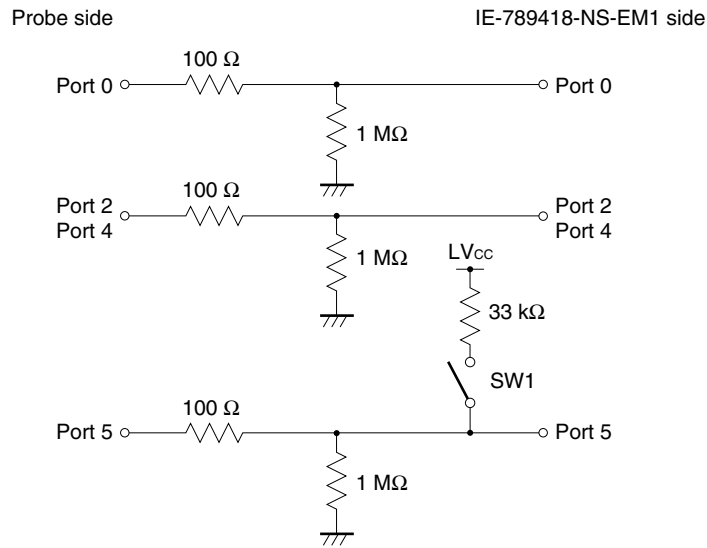 Probe side
IE-789418-NS-EM1 side
100 Ω
Port 0
Port 0
1 MΩ
100 Ω
Port 2
Port 4
Port 2
Port 4
1 MΩ
LVCC
33 kΩ
SW1
100 Ω
Port 5
Port 5
1 MΩ